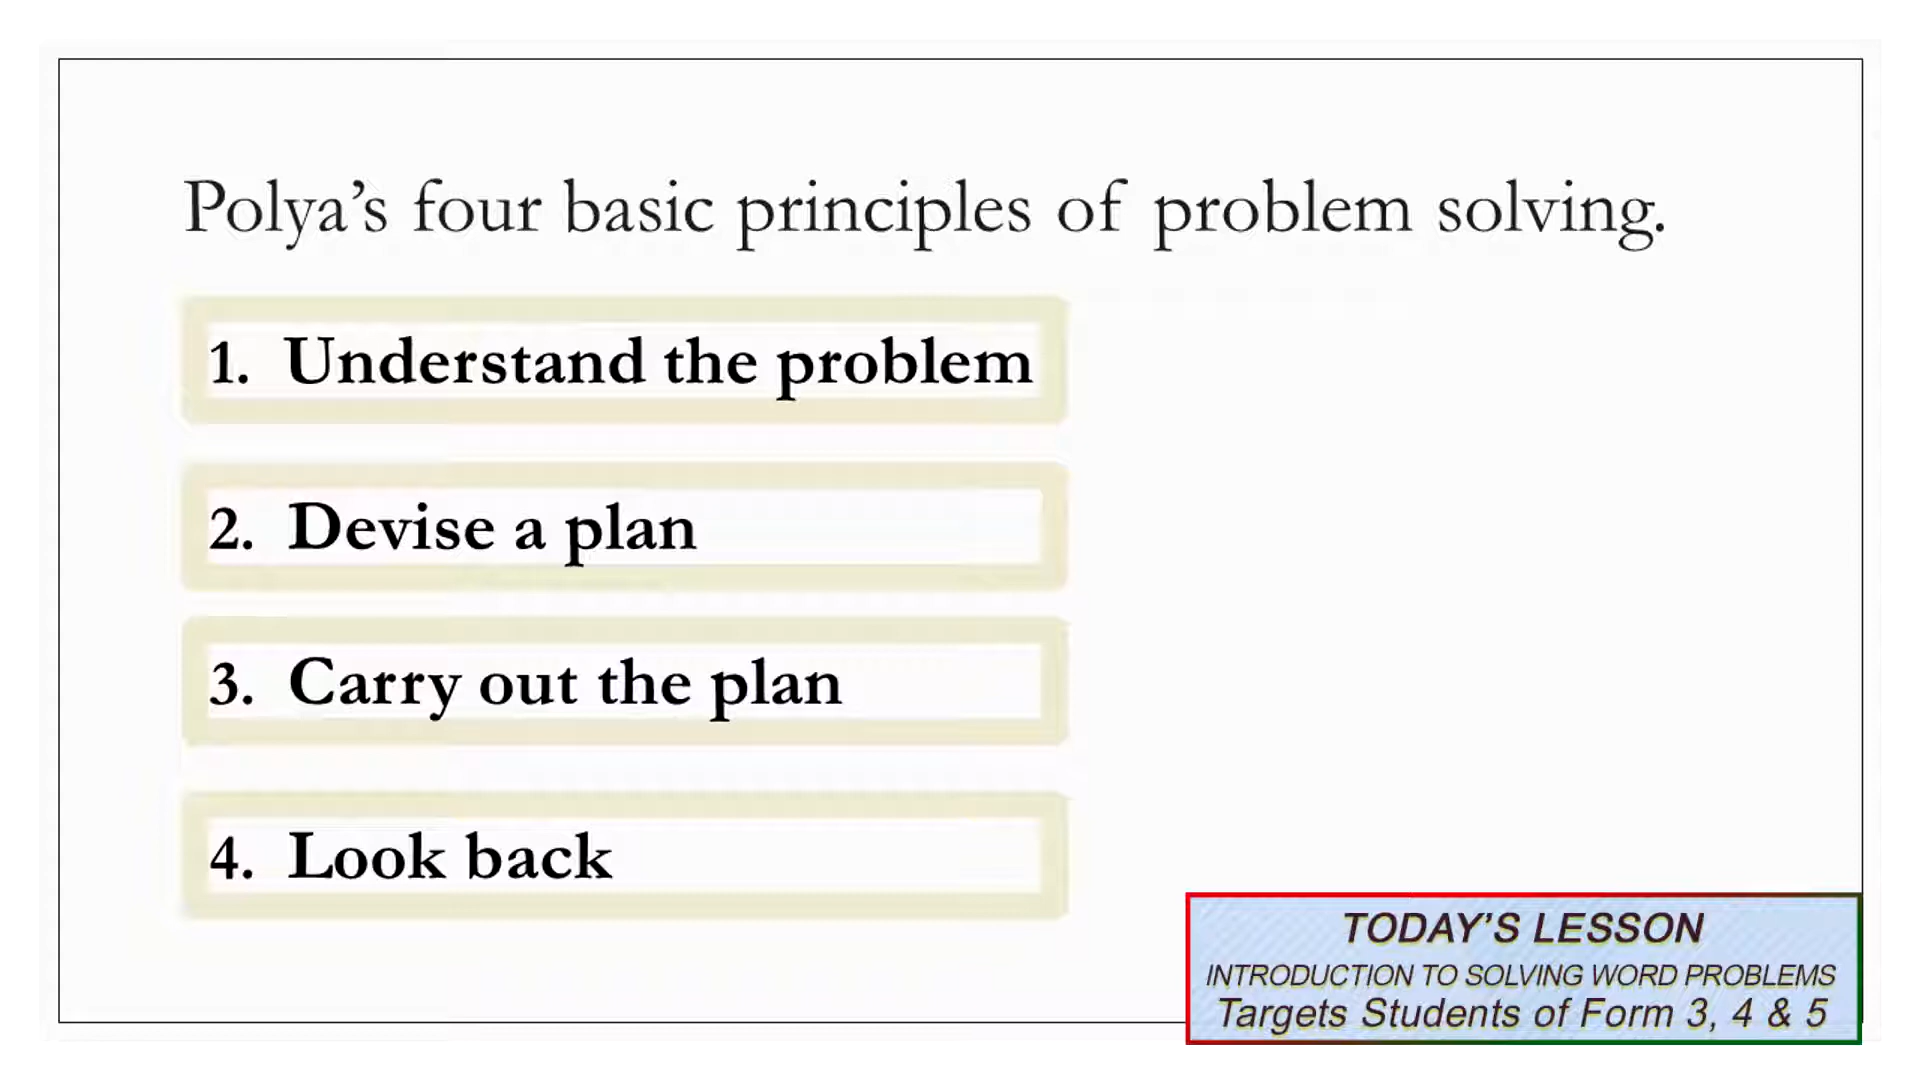 Polya’s four basic principles of problem solving.
1. Understand the problem
2. Devise a plan
3. Carry out the plan
4. Look back
TODAY’S LESSON
INTRODUCTION TO SOLVING WORD PROBLEMS
Targets Students of Form 3, 4 & 5